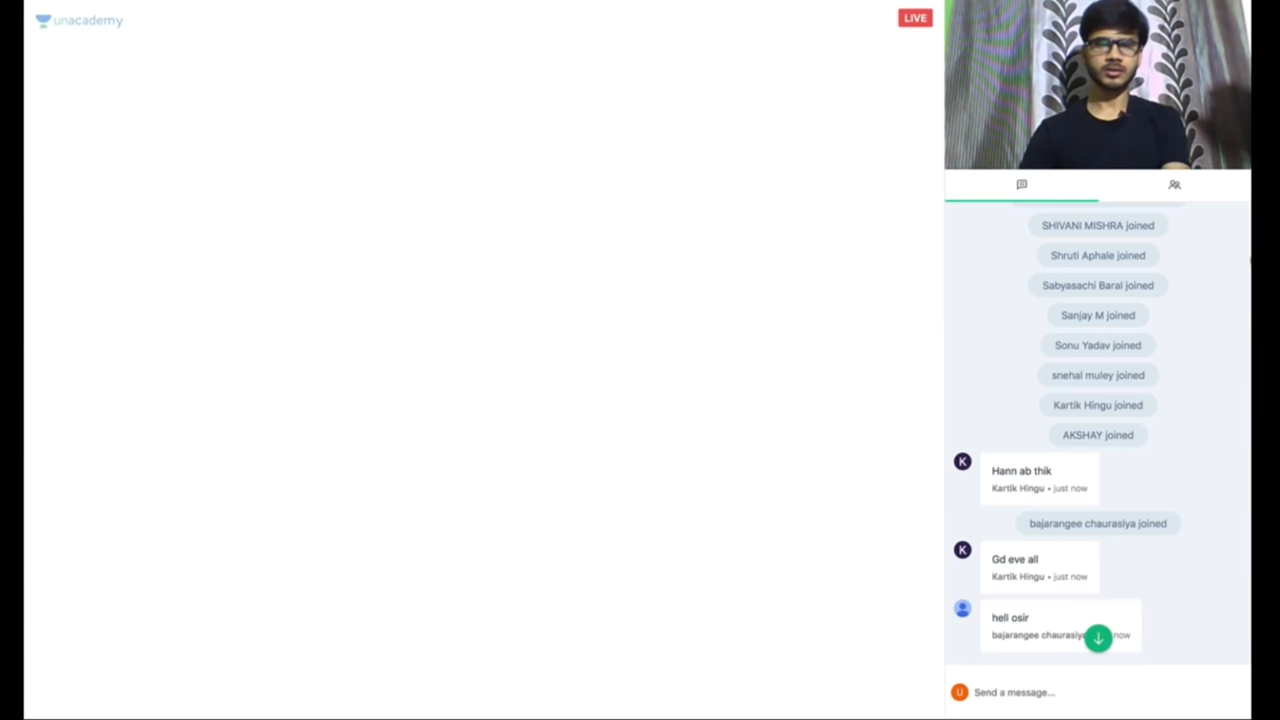 unacademy
LIVE
SHIVANI MISHRA joined
Shruti Aphale joined
Sabyasachi Baral joined
Sanjay M joined
Sonu Yadav joined
snehal muley joined
Kartik Hingu joined
AKSHAY joined
K
Hann ab thik
Kartik Hingu • just now
bajarangee chaurasiya joined
K
Gd eve all
Kartik Hingu • just now
hell osir
bajarangee chaurasiya now
U
Send a message...